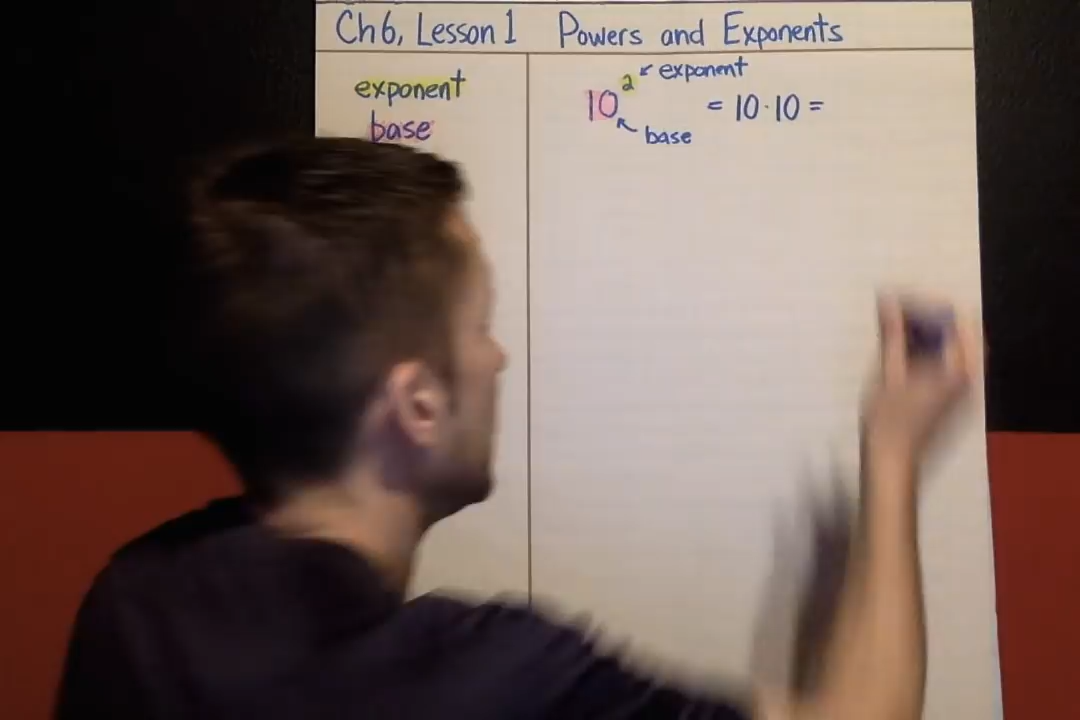 Ch 6, Lesson 1 Powers and Exponents
exponent
base
10² exponent
base
= 10 · 10 =